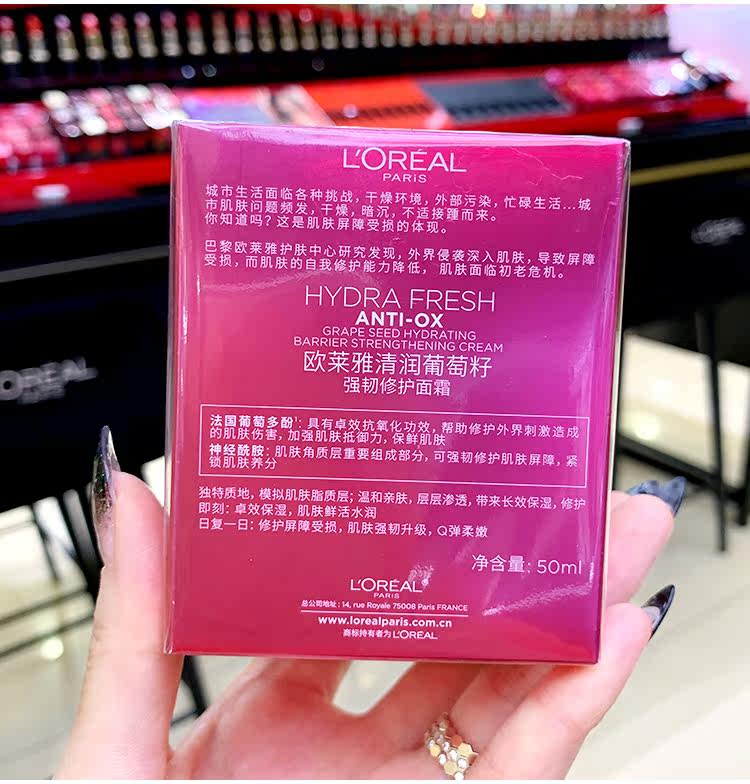 L'ORÉAL
PARIS
城市生活面临各种挑战，干燥环境，外部污染，忙碌生活...城
市肌肤问题频发，干燥，暗沉，不适接踵而来。
你知道吗？这是肌肤屏障受损的体现。
巴黎欧莱雅护肤中心研究发现，外界侵袭深入肌肤，导致屏障
受损，而肌肤的自我修护能力降低，肌肤面临初老危机。
HYDRA FRESH
ANTI-OX
GRAPE SEED HYDRATING
BARRIER STRENGTHENING CREAM
欧莱雅清润葡萄籽
强韧修护面霜
法国葡萄多酚¹：具有卓效抗氧化功效，帮助修护外界刺激造成
的肌肤伤害，加强肌肤抵御力，保鲜肌肤
神经酰胺：肌肤角质层重要组成部分，可强韧修护肌肤屏障，紧
锁肌肤养分
独特质地，模拟肌肤脂质层；温和亲肤，层层渗透，带来长效保湿，修护
即刻：卓效保湿，肌肤鲜活水润
日复一日：修护屏障受损，肌肤强韧升级，Q弹柔嫩
净含量：50ml
L'ORÉAL
PARIS
总公司地址：14, rue Royale 75008 Paris FRANCE
www.lorealparis.com.cn
商标持有者为 L'ORÉAL